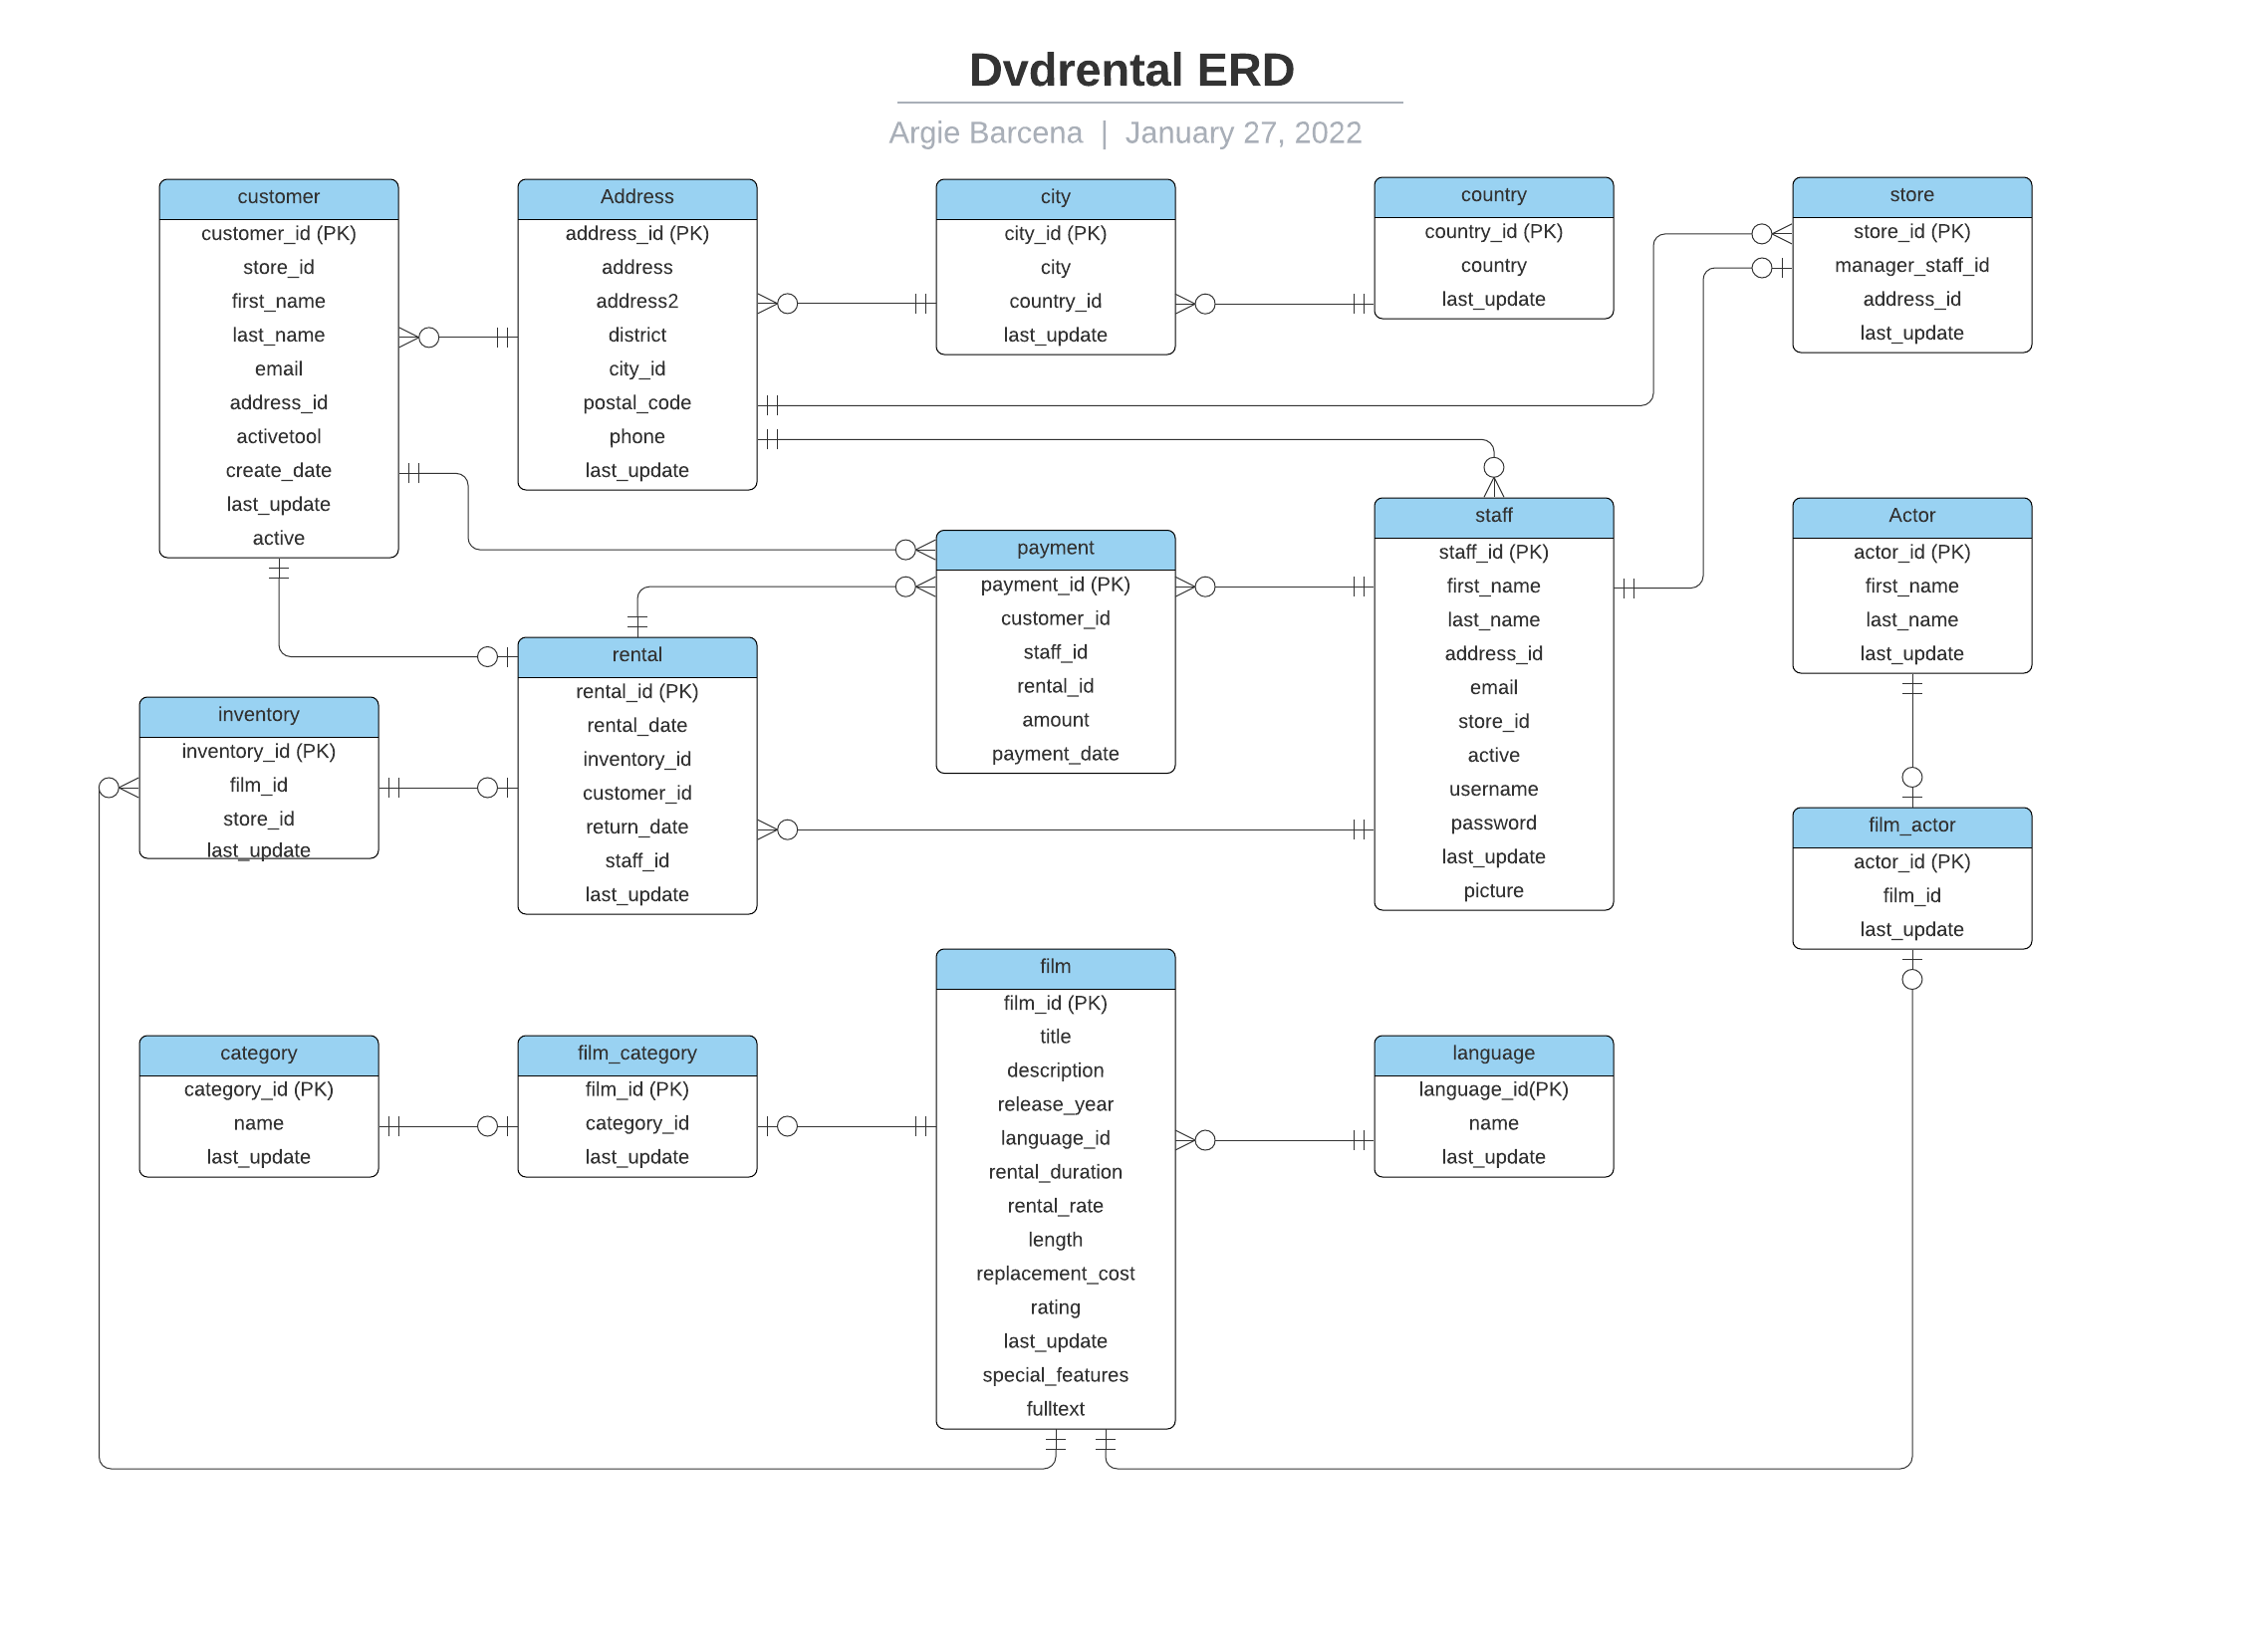 Dvdrental ERD
Argie Barcena | January 27, 2022
customer
customer_id (PK)
store_id
first_name
last_name
email
address_id
activetool
create_date
last_update
active
Address
address_id (PK)
address
address2
district
city_id
postal_code
phone
last_update
city
city_id (PK)
city
country_id
last_update
country
country_id (PK)
country
last_update
store
store_id (PK)
manager_staff_id
address_id
last_update
payment
payment_id (PK)
customer_id
staff_id
rental_id
amount
payment_date
staff
staff_id (PK)
first_name
last_name
address_id
email
store_id
active
username
password
last_update
picture
Actor
actor_id (PK)
first_name
last_name
last_update
inventory
inventory_id (PK)
film_id
store_id
last_update
rental
rental_id (PK)
rental_date
inventory_id
customer_id
return_date
staff_id
last_update
film_actor
actor_id (PK)
film_id
last_update
category
category_id (PK)
name
last_update
film_category
film_id (PK)
category_id
last_update
film
film_id (PK)
title
description
release_year
language_id
rental_duration
rental_rate
length
replacement_cost
rating
last_update
special_features
fulltext
language
language_id(PK)
name
last_update